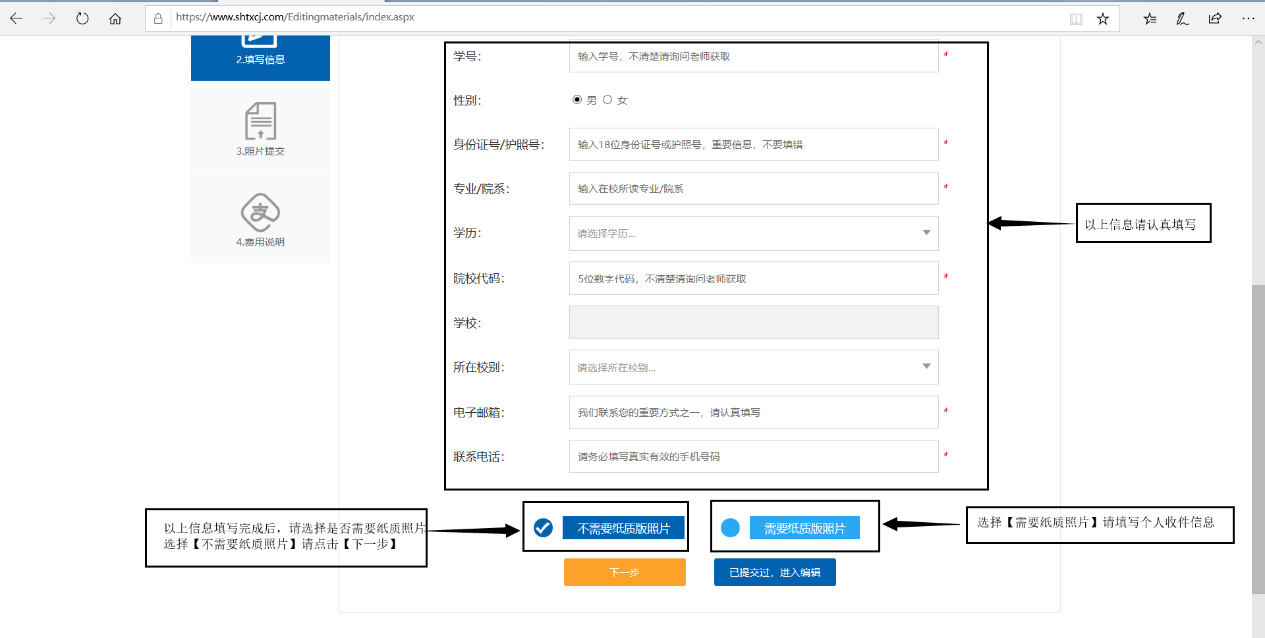 https://www.shtxcj.com/Editingmaterials/index.aspx
2.填写信息
3.照片提交
4.费用说明
学号：
输入学号，不清楚请询问老师获取
*
性别：
男
女
身份证号/护照号：
输入18位身份证号或护照号，重要信息，不要填错
*
专业/院系：
输入在校所读专业/院系
*
学历：
请选择学历...
院校代码：
5位数字代码，不清楚请询问老师获取
*
学校：
所在校别：
请选择所在校别...
电子邮箱：
我们联系您的重要方式之一，请认真填写
*
联系电话：
请务必填写真实有效的手机号码
*
以上信息请认真填写
以上信息填写完成后，请选择是否需要纸质照片
选择【不需要纸质照片】请点击【下一步】
不需要纸质版照片
需要纸质版照片
选择【需要纸质照片】请填写个人收件信息
下一步
已提交过，进入编辑